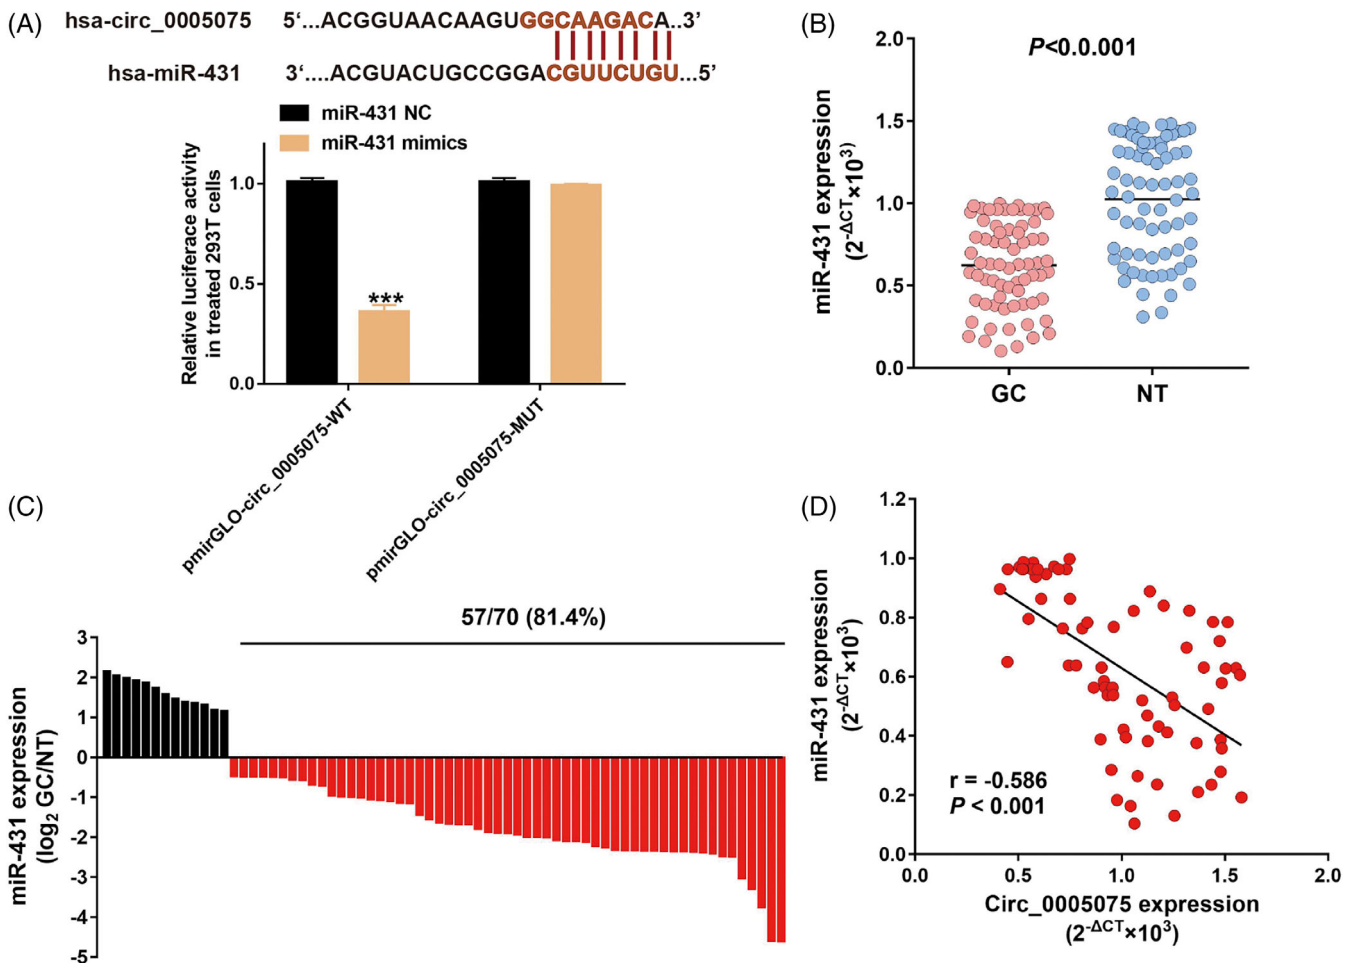 (A)
hsa-circ_0005075 5‘...ACGGUAACAAGUGGCAAGACA..3’
hsa-miR-431 3‘....ACGUACUGCCGGACGUUCUGU...5’
miR-431 NC
miR-431 mimics
Relative luciferace activity
in treated 293T cells
1.0
0.5
0.0
***
pmirGLO-circ_0005075-WT
pmirGLO-circ_0005075-MUT
(B)
P<0.0.001
miR-431 expression
(2-ΔCT×103)
2.0
1.5
1.0
0.5
0.0
GC NT
(C)
57/70 (81.4%)
miR-431 expression
(log2 GC/NT)
3
2
1
0
-1
-2
-3
-4
-5
(D)
miR-431 expression
(2-ΔCT×103)
1.2
1.0
0.8
0.6
0.4
0.2
0.0
r = -0.586
P < 0.001
0.0 0.5 1.0 1.5 2.0
Circ_0005075 expression
(2-ΔCT×103)